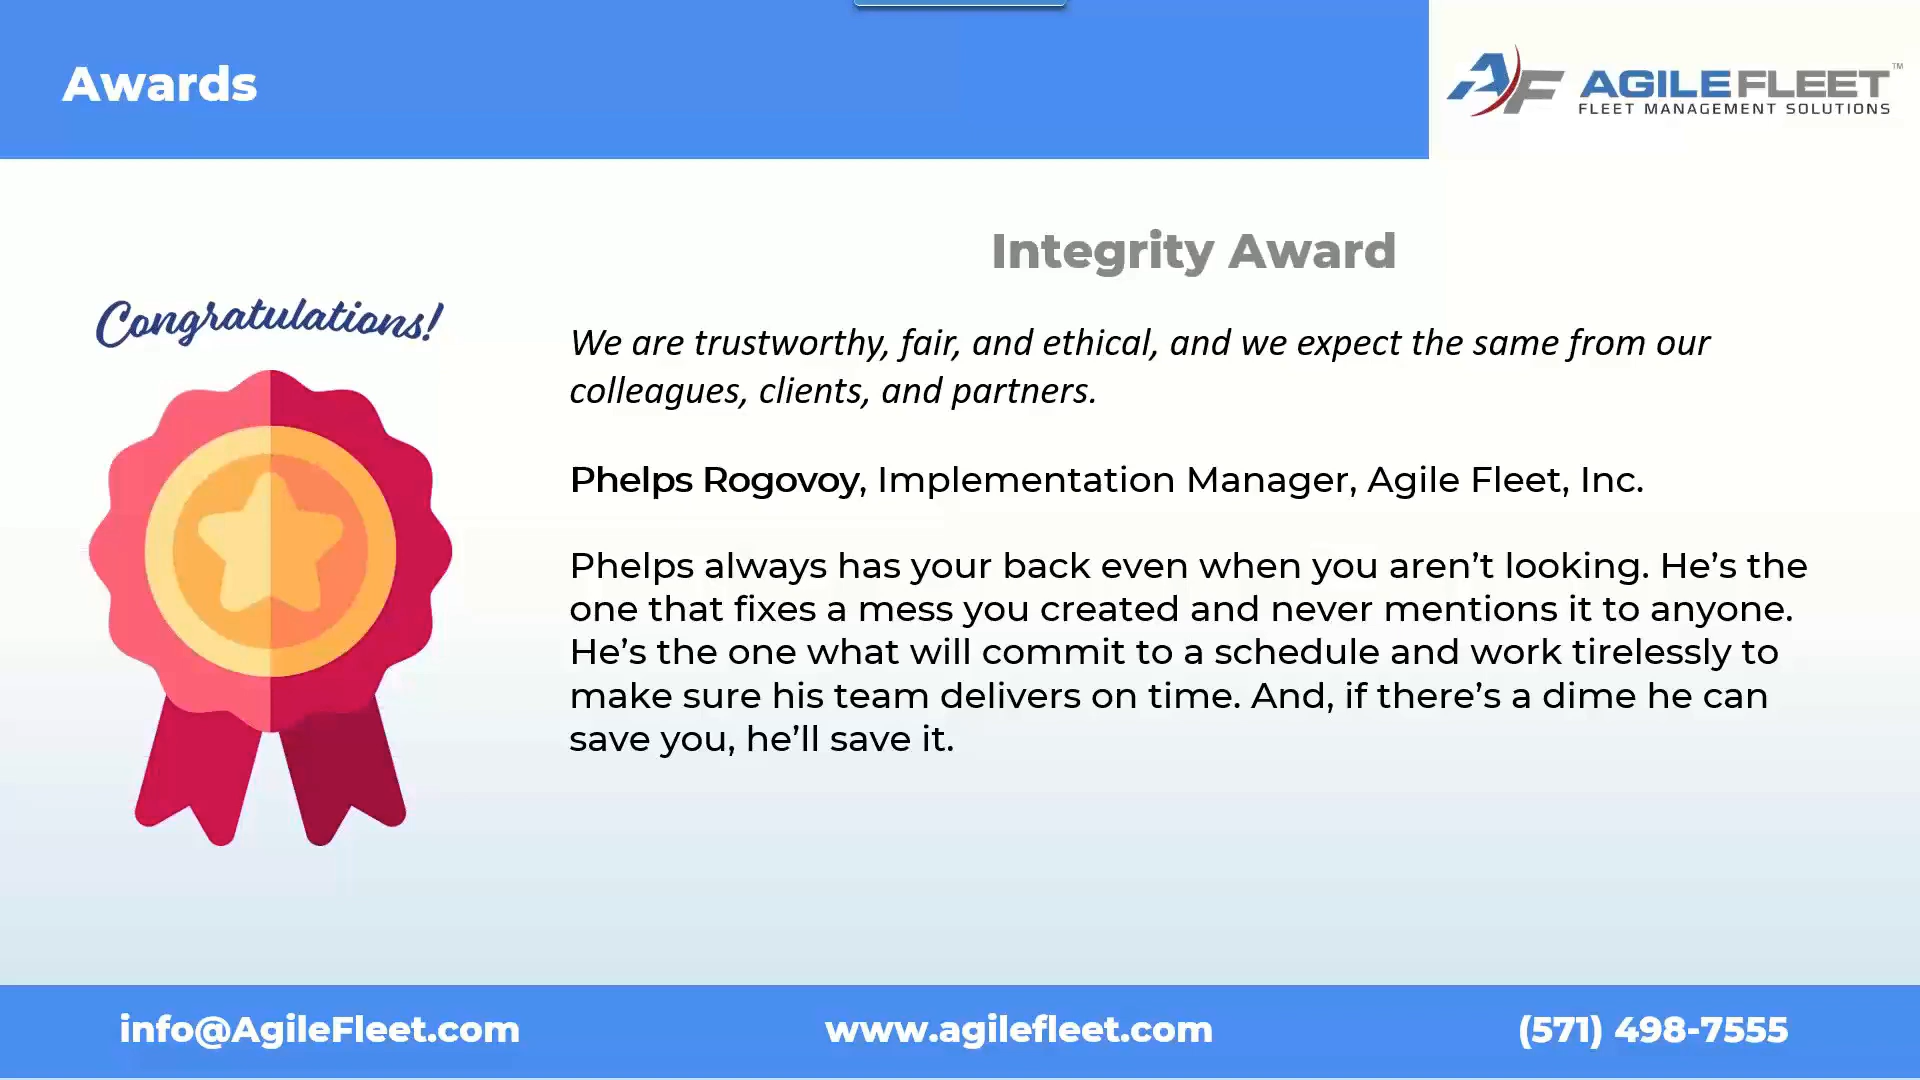 Awards
AGILEFLEET™
FLEET MANAGEMENT SOLUTIONS
Integrity Award
Congratulations!
We are trustworthy, fair, and ethical, and we expect the same from our
colleagues, clients, and partners.
Phelps Rogovoy, Implementation Manager, Agile Fleet, Inc.
Phelps always has your back even when you aren’t looking. He’s the
one that fixes a mess you created and never mentions it to anyone.
He’s the one what will commit to a schedule and work tirelessly to
make sure his team delivers on time. And, if there’s a dime he can
save you, he’ll save it.
info@AgileFleet.com
www.agilefleet.com
(571) 498-7555